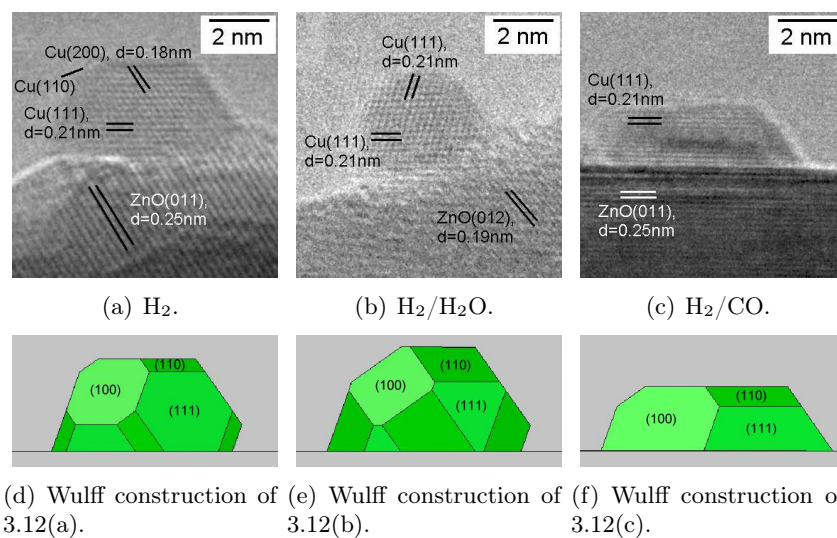 2 nm
Cu(200), d=0.18nm
Cu(110)
Cu(111),
d=0.21nm
ZnO(011),
d=0.25nm
2 nm
Cu(111),
d=0.21nm
Cu(111),
d=0.21nm
ZnO(012),
d=0.19nm
2 nm
Cu(111),
d=0.21nm
ZnO(011),
d=0.25nm
(a) H₂.
(b) H₂/H₂O.
(c) H₂/CO.
(110)
(100)
(111)
(110)
(100)
(111)
(110)
(100)
(111)
(d) Wulff construction of
3.12(a).
(e) Wulff construction of
3.12(b).
(f) Wulff construction o
3.12(c).